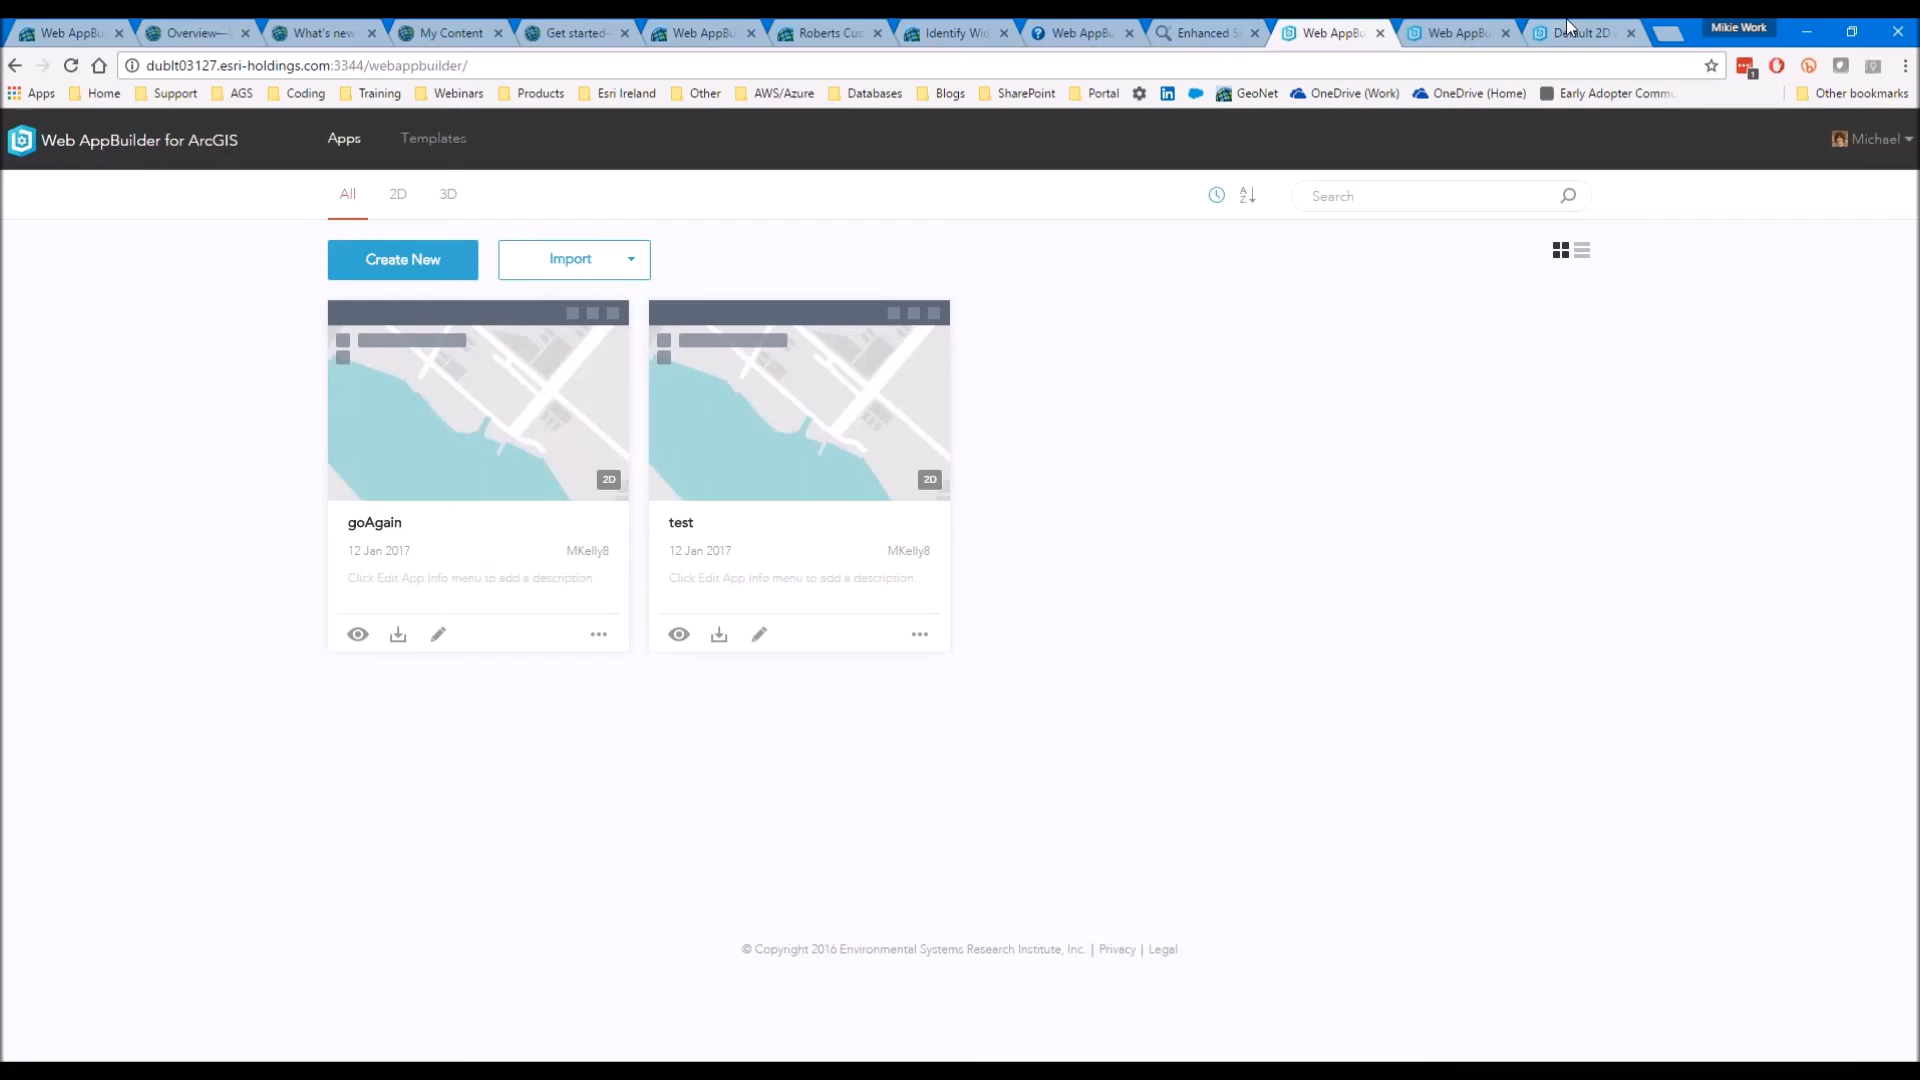 Web AppBu
Overview—
What's new
My Content
Get started–
Web AppBu
Roberts Cus
Identify Wid
Web AppBu
Enhanced S
Web AppBu
Web AppBu
2D
Mikie Work
dublt03127.esri-holdings.com:3344/webappbuilder/
1
Apps Home Support AGS Coding Training Webinars Products Esri Ireland Other AWS/Azure Databases Blogs SharePoint Portal GeoNet OneDrive (Work) OneDrive (Home) Early Adopter Commu Other bookmarks
Web AppBuilder for ArcGIS Apps Templates Michael
All 2D 3D A Z Search
Create New Import
2D 2D
goAgain test
12 Jan 2017 MKelly8 12 Jan 2017 MKelly8
Click Edit App Info menu to add a description. Click Edit App Info menu to add a description.
© Copyright 2016 Environmental Systems Research Institute, Inc. | Privacy | Legal